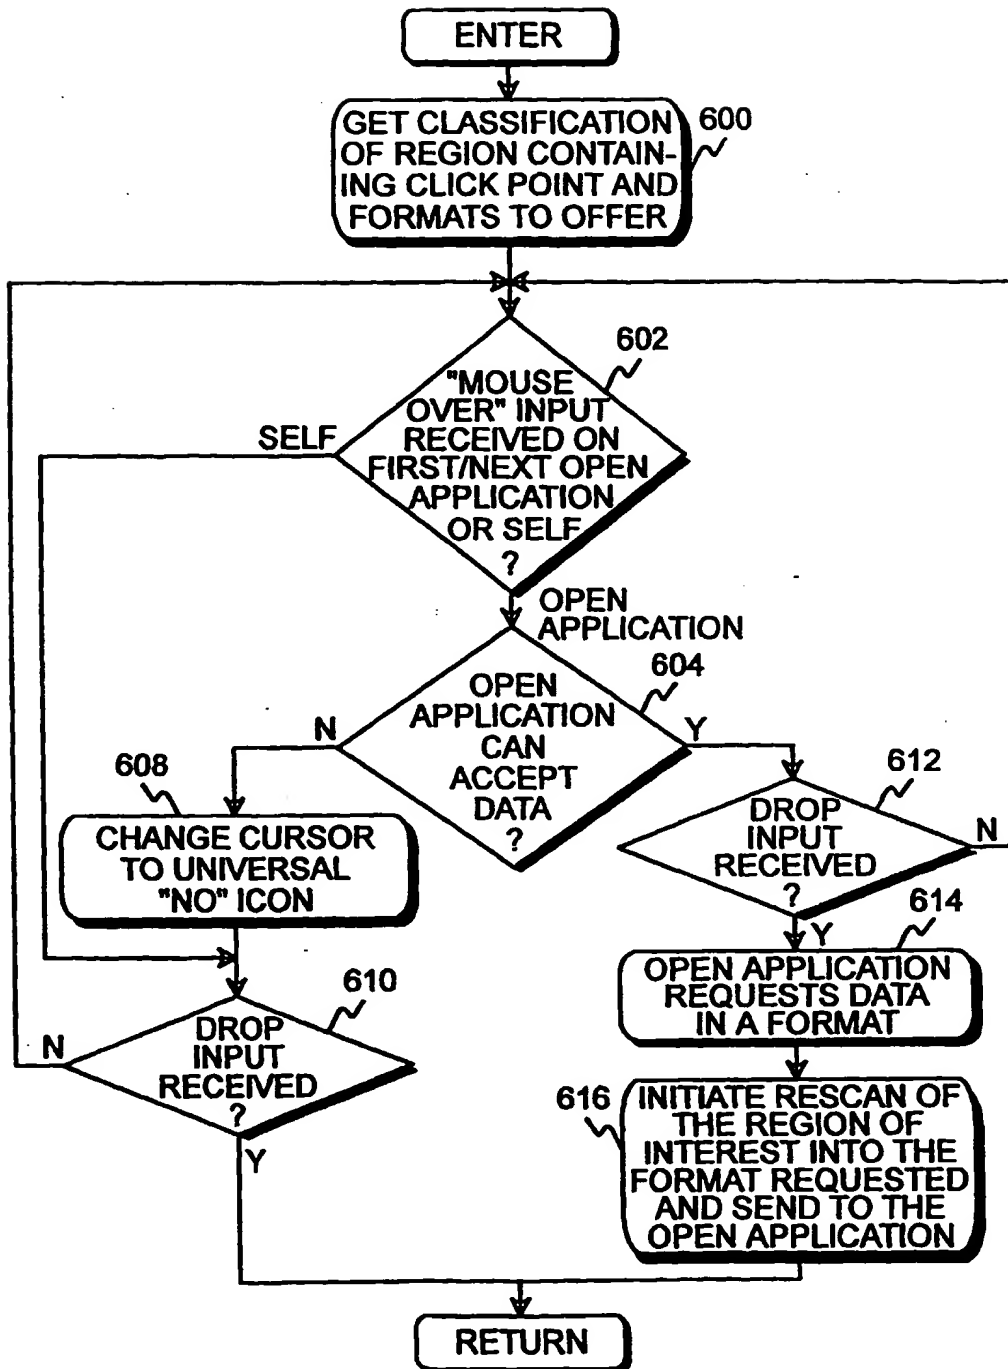 ENTER
GET CLASSIFICATION
OF REGION CONTAIN-
ING CLICK POINT AND
FORMATS TO OFFER
600
602
"MOUSE
OVER" INPUT
RECEIVED ON
FIRST/NEXT OPEN
APPLICATION
OR SELF
?
SELF
OPEN
APPLICATION
604
OPEN
APPLICATION
CAN
ACCEPT
DATA
?
N
Y
608
CHANGE CURSOR
TO UNIVERSAL
"NO" ICON
612
DROP
INPUT
RECEIVED
?
N
Y
614
OPEN APPLICATION
REQUESTS DATA
IN A FORMAT
610
DROP
INPUT
RECEIVED
?
N
Y
616
INITIATE RESCAN OF
THE REGION OF
INTEREST INTO THE
FORMAT REQUESTED
AND SEND TO THE
OPEN APPLICATION
RETURN